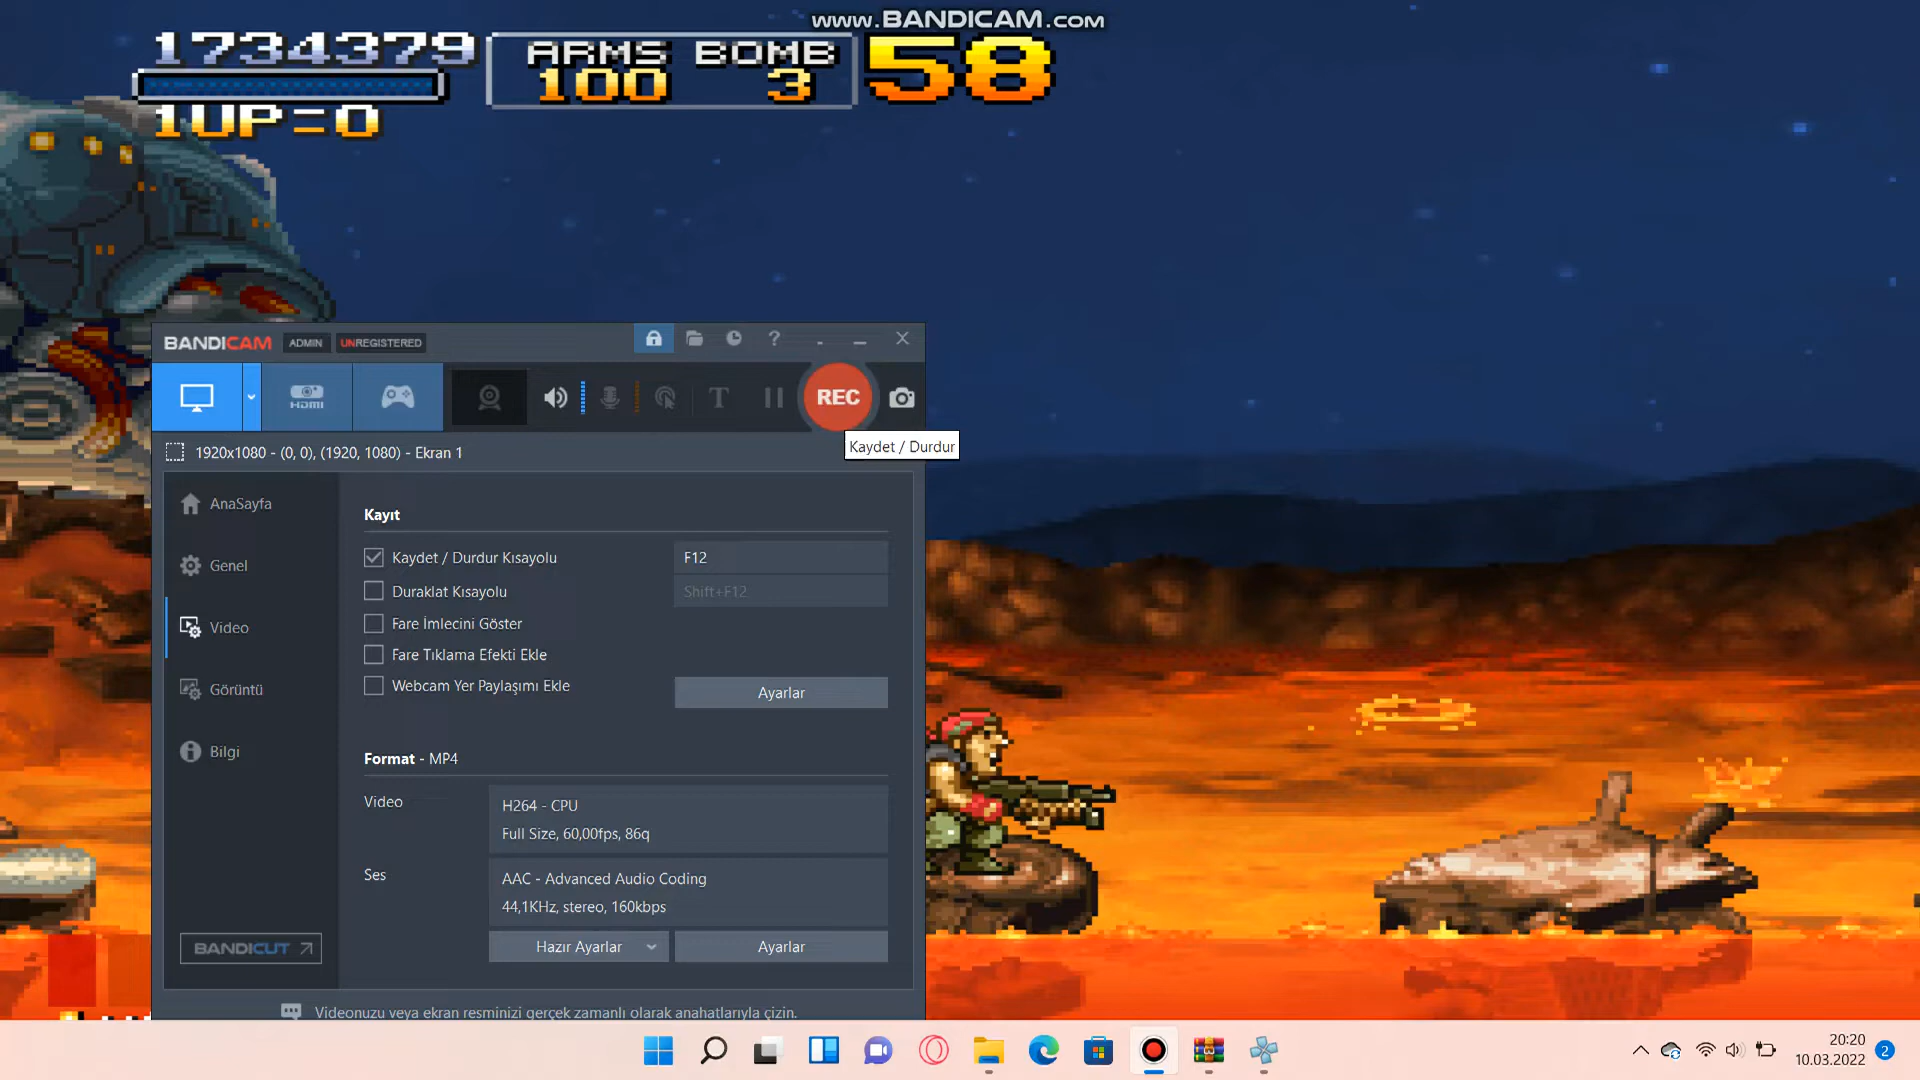 www.BANDICAM.com
1734379
ARMS BOMB
100 3
58
1UP=0
BANDICAM ADMIN UNREGISTERED
?
HDMI
T
REC
Kaydet / Durdur
1920x1080 - (0, 0), (1920, 1080) - Ekran 1
AnaSayfa
Genel
Video
Görüntü
Bilgi
BANDICUT
Kayıt
Kaydet / Durdur Kısayolu F12
Duraklat Kısayolu Shift+F12
Fare İmlecini Göster
Fare Tıklama Efekti Ekle
Webcam Yer Paylaşımı Ekle
Ayarlar
Format - MP4
Video
H264 - CPU
Full Size, 60,00fps, 86q
Ses
AAC - Advanced Audio Coding
44,1KHz, stereo, 160kbps
Hazır Ayarlar
Ayarlar
Videonuzu veya ekran resminizi gerçek zamanlı olarak anahatlarıyla çizin.
20:20
10.03.2022
2